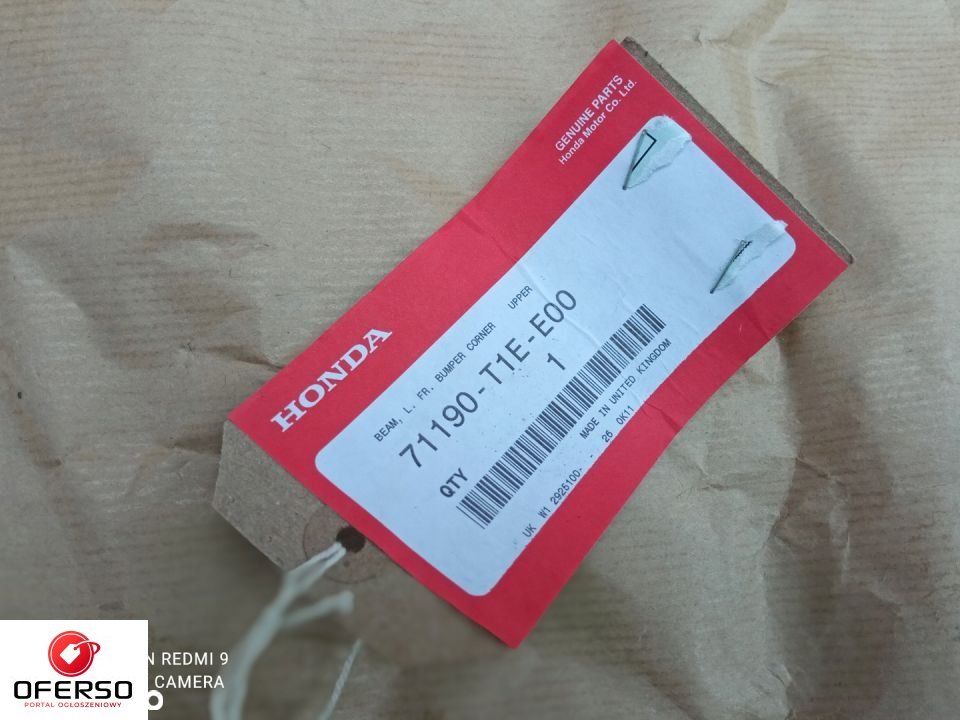 GENUINE PARTS
Honda Motor Co. Ltd.
HONDA
BEAM, L. FR. BUMPER CORNER UPPER
71190-T1E-E00
QTY 1
MADE IN UNITED KINGDOM
UK W1 2925100- - 26 0K11
N REDMI 9
CAMERA
OFERSO
PORTAL OGŁOSZENIOWY